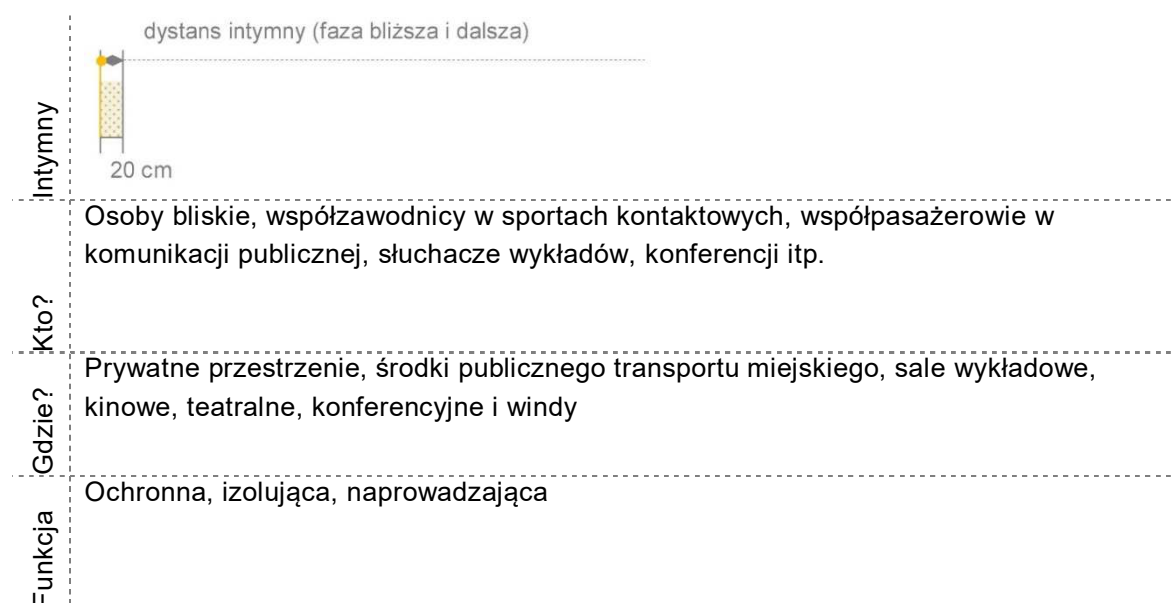 dystans intymny (faza bliższa i dalsza)
20 cm
Intymny
Osoby bliskie, współzawodnicy w sportach kontaktowych, współpasażerowie w
komunikacji publicznej, słuchacze wykładów, konferencji itp.
Kto?
Prywatne przestrzenie, środki publicznego transportu miejskiego, sale wykładowe,
kinowe, teatralne, konferencyjne i windy
Gdzie?
Ochronna, izolująca, naprowadzająca
Funkcja